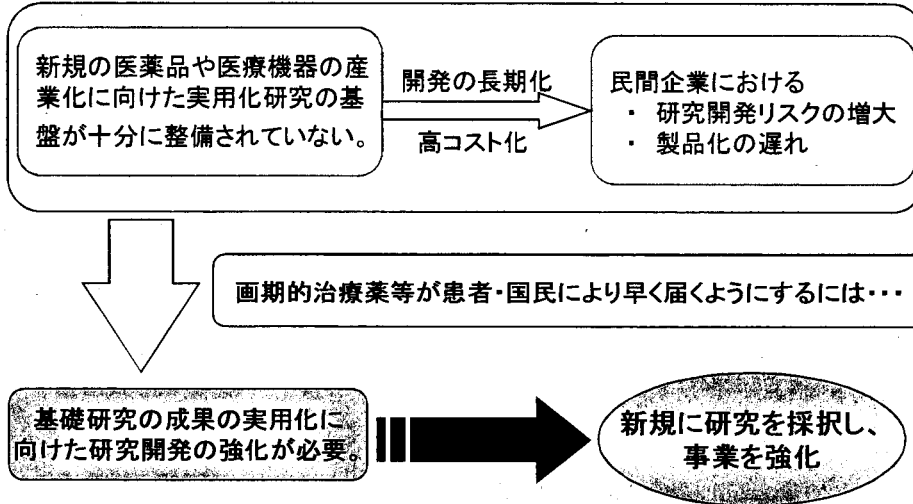 新規の医薬品や医療機器の産
業化に向けた実用化研究の基
盤が十分に整備されていない。
開発の長期化
高コスト化
民間企業における
・ 研究開発リスクの増大
・ 製品化の遅れ
画期的治療薬等が患者・国民により早く届くようにするには・・・
基礎研究の成果の実用化に
向けた研究開発の強化が必要。
新規に研究を採択し、
事業を強化